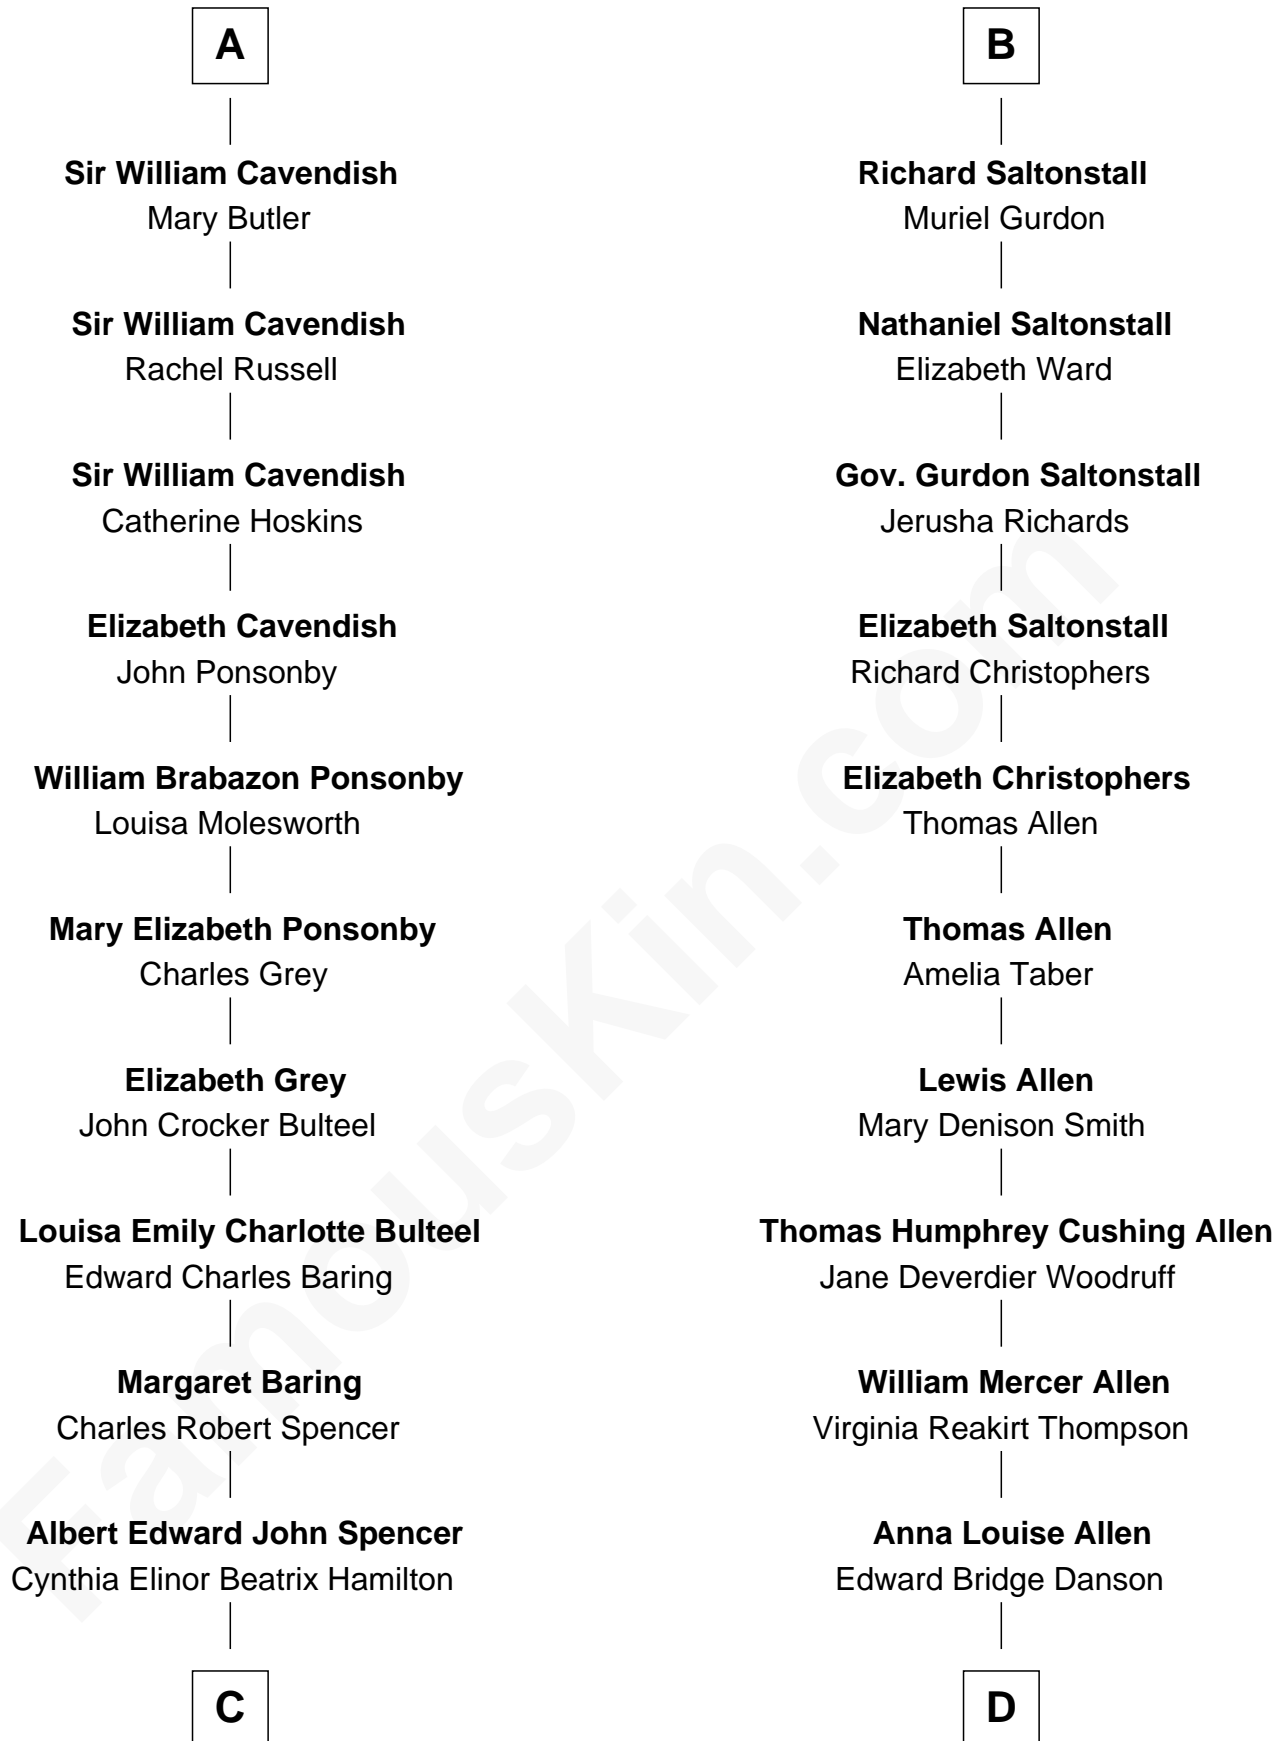 A
Sir William Cavendish
Mary Butler
Sir William Cavendish
Rachel Russell
Sir William Cavendish
Catherine Hoskins
Elizabeth Cavendish
John Ponsonby
William Brabazon Ponsonby
Louisa Molesworth
Mary Elizabeth Ponsonby
Charles Grey
Elizabeth Grey
John Crocker Bulteel
Louisa Emily Charlotte Bulteel
Edward Charles Baring
Margaret Baring
Charles Robert Spencer
Albert Edward John Spencer
Cynthia Elinor Beatrix Hamilton
C
B
Richard Saltonstall
Muriel Gurdon
Nathaniel Saltonstall
Elizabeth Ward
Gov. Gurdon Saltonstall
Jerusha Richards
Elizabeth Saltonstall
Richard Christophers
Elizabeth Christophers
Thomas Allen
Thomas Allen
Amelia Taber
Lewis Allen
Mary Denison Smith
Thomas Humphrey Cushing Allen
Jane Deverdier Woodruff
William Mercer Allen
Virginia Reakirt Thompson
Anna Louise Allen
Edward Bridge Danson
D
FamousKin.com